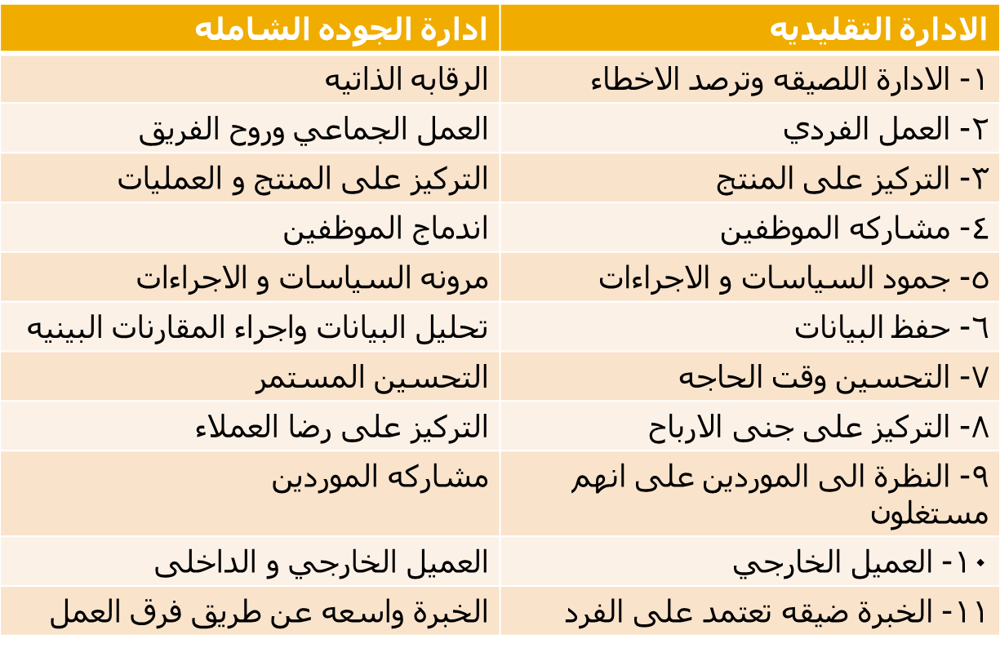 الادارة التقليديه
ادارة الجوده الشامله
١- الادارة اللصيقه وترصد الاخطاء
الرقابه الذاتيه
٢- العمل الفردي
العمل الجماعي وروح الفريق
٣- التركيز على المنتج
التركيز على المنتج و العمليات
٤- مشاركه الموظفين
اندماج الموظفين
٥- جمود السياسات و الاجراءات
مرونه السياسات و الاجراءات
٦- حفظ البيانات
تحليل البيانات واجراء المقارنات البينيه
٧- التحسين وقت الحاجه
التحسين المستمر
٨- التركيز على جنى الارباح
التركيز على رضا العملاء
٩- النظرة الى الموردين على انهم
مستغلون
مشاركه الموردين
١٠- العميل الخارجي
العميل الخارجي و الداخلى
١١- الخبرة ضيقه تعتمد على الفرد
الخبرة واسعه عن طريق فرق العمل